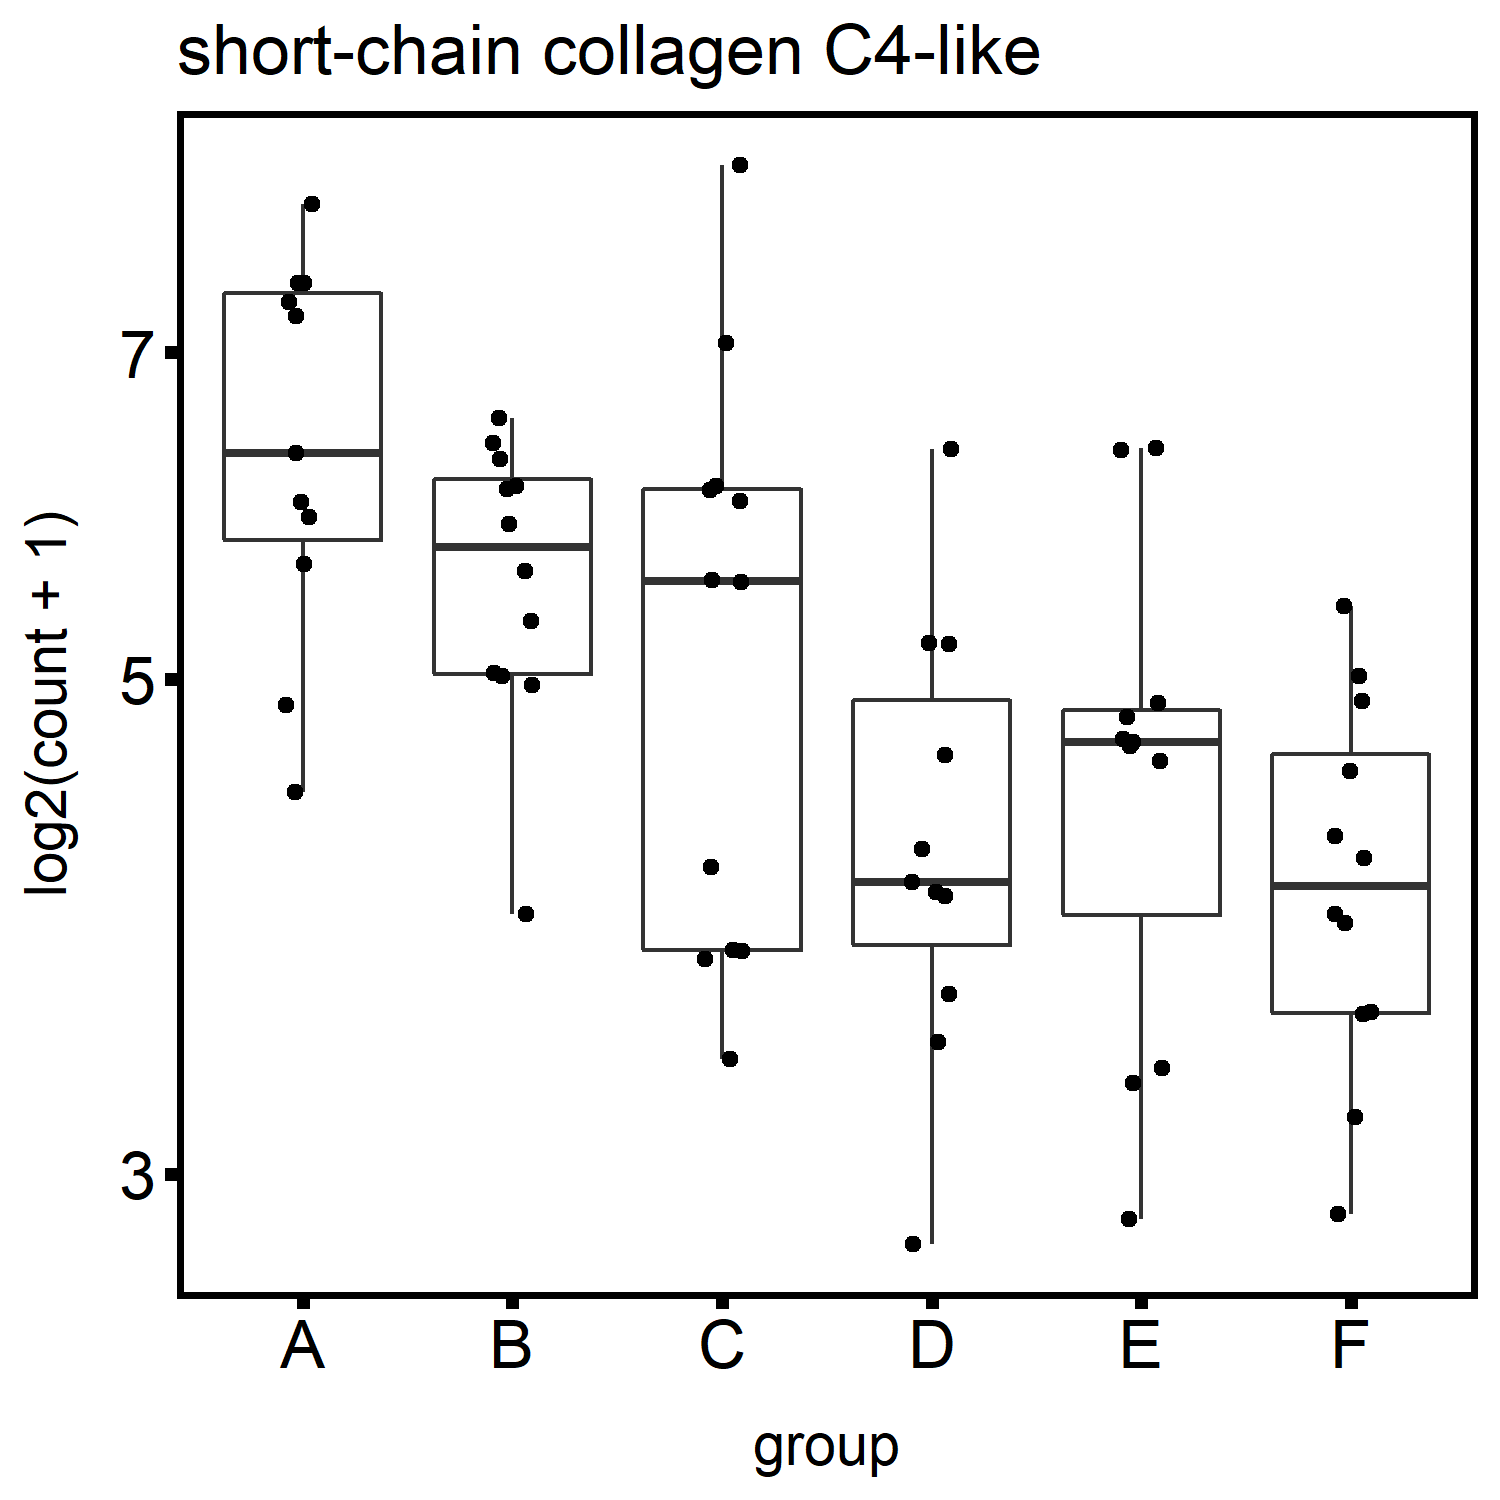 short-chain collagen C4-like
log2(count + 1)
7
5
3
A B C D E F
group